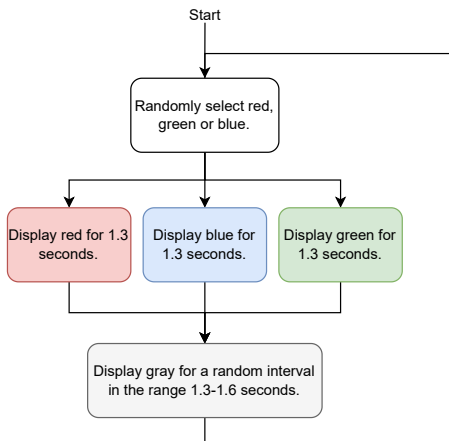 Start
Randomly select red,
green or blue.
Display red for 1.3
seconds.
Display blue for
1.3 seconds.
Display green for
1.3 seconds.
Display gray for a random interval
in the range 1.3-1.6 seconds.